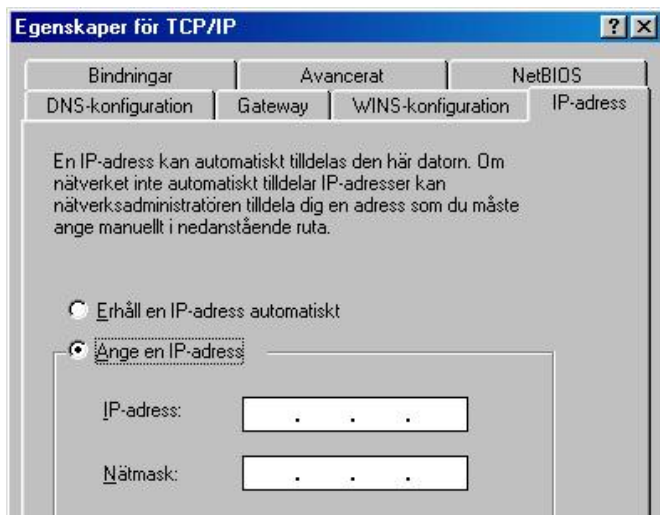 Egenskaper för TCP/IP
Bindningar Avancerat NetBIOS
DNS-konfiguration Gateway WINS-konfiguration IP-adress
En IP-adress kan automatiskt tilldelas den här datorn. Om
nätverket inte automatiskt tilldelar IP-adresser kan
nätverksadministratören tilldela dig en adress som du måste
ange manuellt i nedanstående ruta.
Erhåll en IP-adress automatiskt
Ange en IP-adress
IP-adress: . . .
Nätmask: . . .